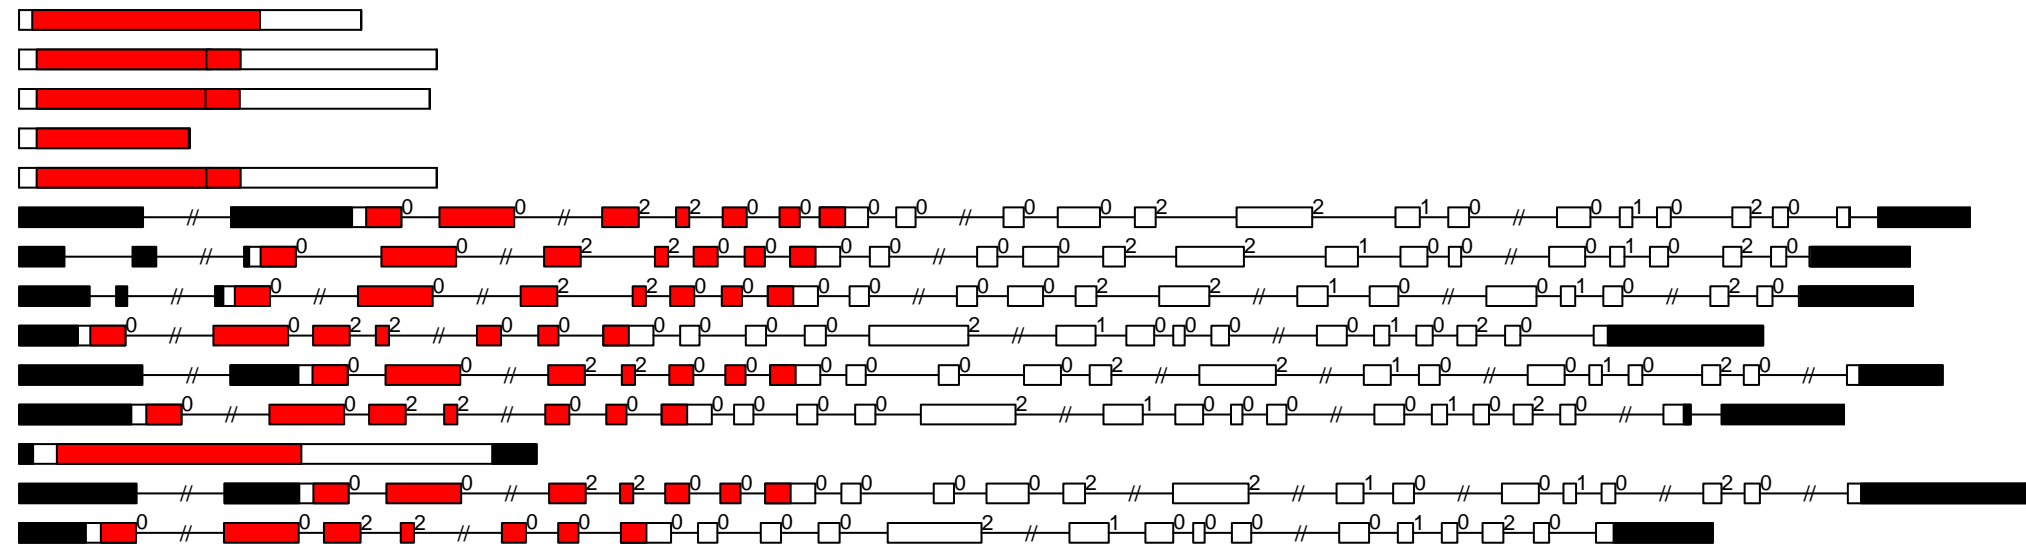 // 0 0 // 2 2 0 0 0 0 // 0 0 2 2 1 0 // 0 1 0 2 0
// 0 0 // 2 2 0 0 0 0 // 0 0 2 2 1 0 0 // 0 1 0 2 0
// 0 // 0 // 2 2 0 0 0 0 // 0 0 2 2 // 1 0 // 0 1 0 // 2 0
0 // 0 2 2 // 0 0 0 0 0 0 2 // 1 0 0 0 // 0 1 0 2 0
// 0 0 // 2 2 0 0 0 0 0 0 2 // 2 // 1 0 // 0 1 0 2 0 //
0 // 0 2 2 // 0 0 0 0 0 0 2 // 1 0 0 0 // 0 1 0 2 0 //
// 0 0 // 2 2 0 0 0 0 0 0 2 // 2 // 1 0 // 0 1 0 // 2 0 //
0 // 0 2 2 // 0 0 0 0 0 0 2 // 1 0 0 0 // 0 1 0 2 0